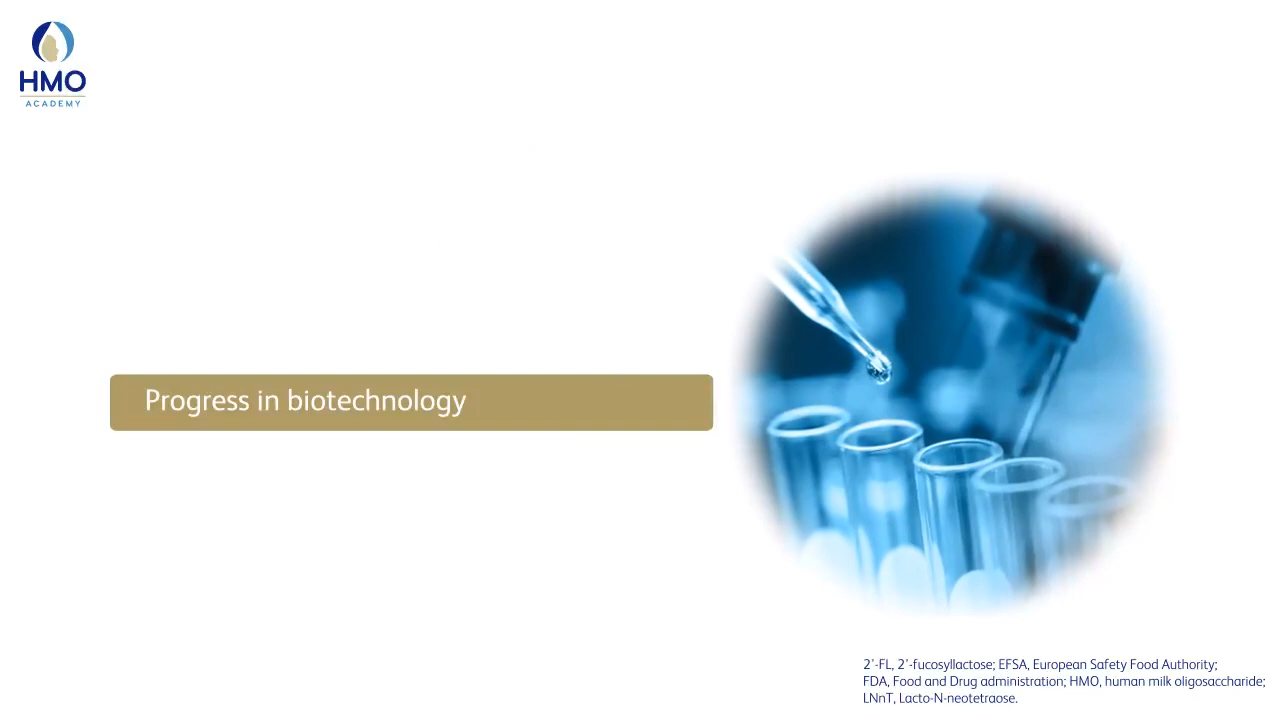 HMO
ACADEMY
Progress in biotechnology
2'-FL, 2'-fucosyllactose; EFSA, European Safety Food Authority;
FDA, Food and Drug administration; HMO, human milk oligosaccharide;
LNnT, Lacto-N-neotetraose.